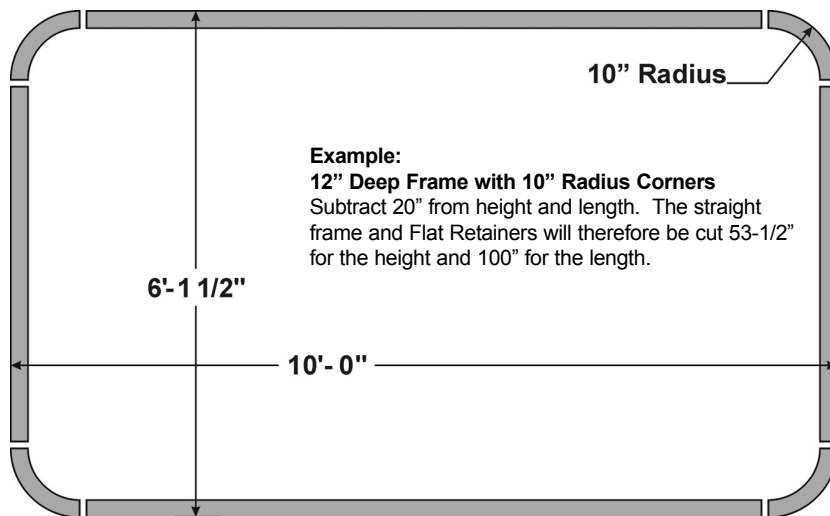 10” Radius
Example:
12” Deep Frame with 10” Radius Corners
Subtract 20” from height and length.  The straight
frame and Flat Retainers will therefore be cut 53-1/2”
for the height and 100” for the length.
6'-1 1/2"
10'- 0"